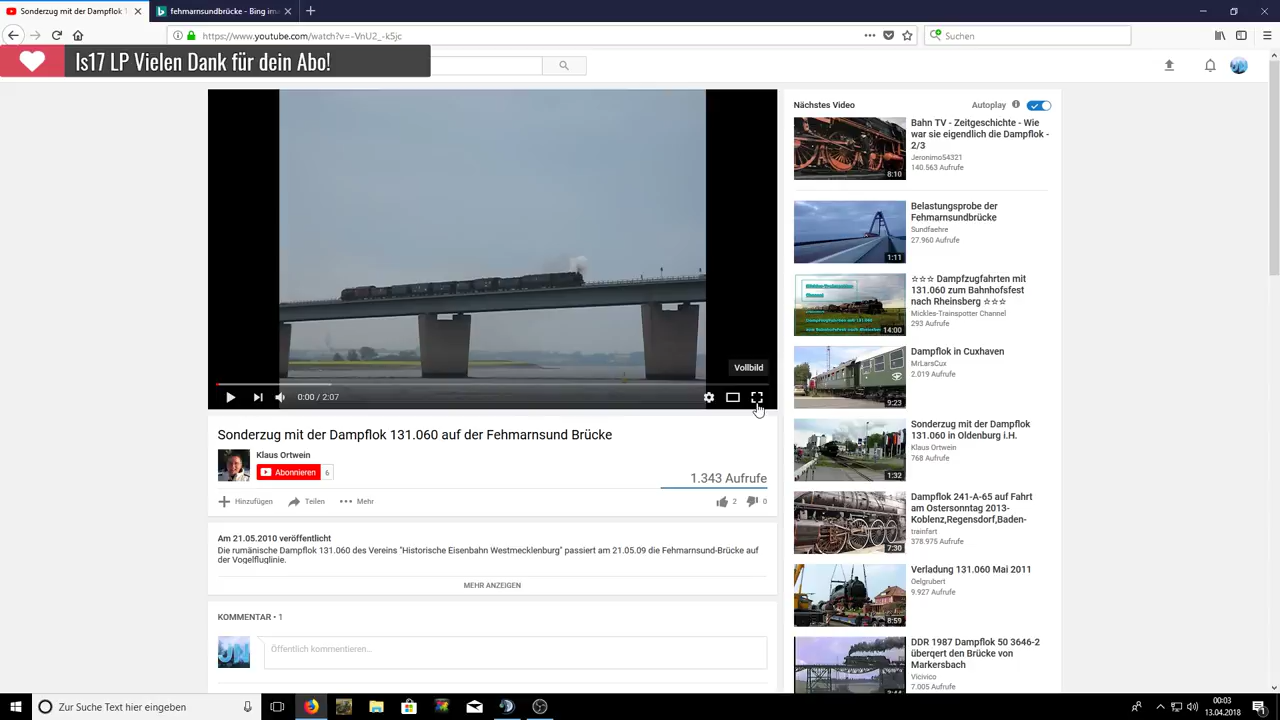 Sonderzug mit der Dampflok 131.0
fehmarnsundbrücke - Bing im
https://www.youtube.com/watch?v=-VnU2_-kSjc
Suchen
Is17 LP Vielen Dank für dein Abo!
Vollbild
0:00 / 2:07
Sonderzug mit der Dampflok 131.060 auf der Fehmarnsund Brücke
Klaus Ortwein
Abonnieren 6
1.343 Aufrufe
Hinzufügen Teilen Mehr 2 0
Am 21.05.2010 veröffentlicht
Die rumänische Dampflok 131.060 des Vereins "Historische Eisenbahn Westmecklenburg" passiert am 21.05.09 die Fehmarnsund-Brücke auf
der Vogelfluglinie.
MEHR ANZEIGEN
KOMMENTAR • 1
Öffentlich kommentieren...
Nächstes Video
Autoplay
Bahn TV - Zeitgeschichte - Wie
war sie eigendlich die Dampflok -
2/3
Jeronimo54321
140.563 Aufrufe
8:10
Belastungsprobe der
Fehmarnsundbrücke
Sundfaehre
27.960 Aufrufe
1:11
☆☆☆ Dampfzugfahrten mit
131.060 zum Bahnhofsfest
nach Rheinsberg ☆☆☆
Mickles-Trainspotter Channel
293 Aufrufe
14:00
Dampflok in Cuxhaven
MrLarsCux
2.019 Aufrufe
9:23
Sonderzug mit der Dampflok
131.060 in Oldenburg i.H.
Klaus Ortwein
768 Aufrufe
1:32
Dampflok 241-A-65 auf Fahrt
am Ostersonntag 2013-
Koblenz,Regensdorf,Baden-
trainfart
378.975 Aufrufe
7:30
Verladung 131.060 Mai 2011
Oelgrubert
9.927 Aufrufe
8:59
DDR 1987 Dampflok 50 3646-2
überqert den Brücke von
Markersbach
Vicivico
7.005 Aufrufe
Zur Suche Text hier eingeben
00:03
13.04.2018